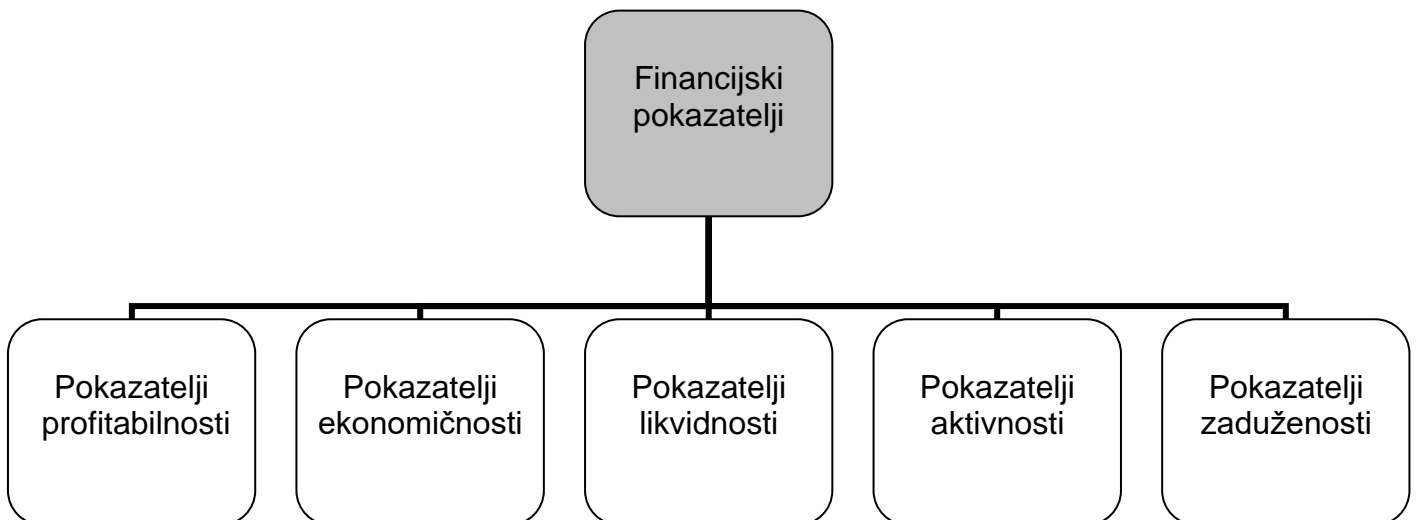 Financijski
pokazatelji
Pokazatelji
profitabilnosti
Pokazatelji
ekonomičnosti
Pokazatelji
likvidnosti
Pokazatelji
aktivnosti
Pokazatelji
zaduženosti